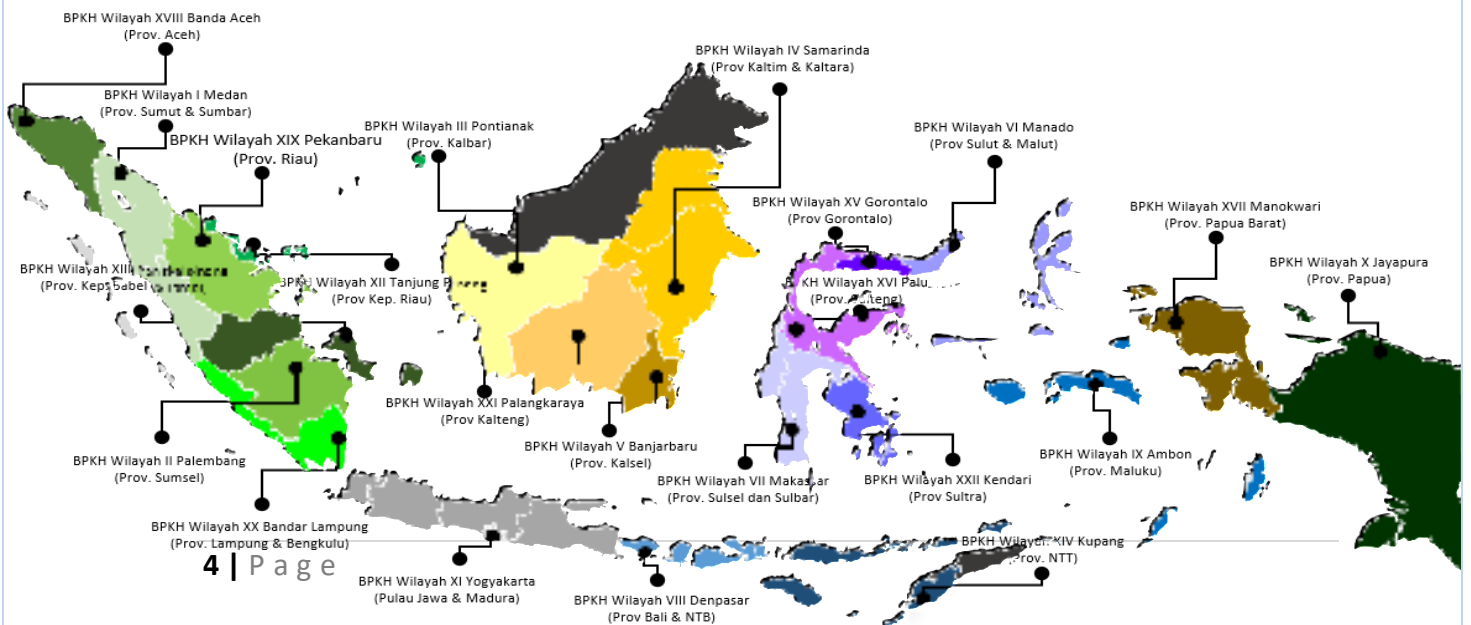 BPKH Wilayah XVIII Banda Aceh
(Prov. Aceh)
BPKH Wilayah I Medan
(Prov. Sumut & Sumbar)
BPKH Wilayah XIX Pekanbaru
(Prov. Riau)
BPKH Wilayah III Pontianak
(Prov. Kalbar)
BPKH Wilayah IV Samarinda
(Prov Kaltim & Kaltara)
BPKH Wilayah VI Manado
(Prov Sulut & Malut)
BPKH Wilayah XV Gorontalo
(Prov Gorontalo)
BPKH Wilayah XVII Manokwari
(Prov. Papua Barat)
BPKH Wilayah X Jayapura
(Prov. Papua)
BPKH Wilayah XIII
(Prov. Kep. Babel
BPKH Wilayah XII Tanjung
(Prov Kep. Riau)
BPKH Wilayah XVI Palu
(Prov. Sulteng)
BPKH Wilayah XXI Palangkaraya
(Prov Kalteng)
BPKH Wilayah V Banjarbaru
(Prov. Kalsel)
BPKH Wilayah II Palembang
(Prov. Sumsel)
BPKH Wilayah VII Makassar
(Prov. Sulsel dan Sulbar)
BPKH Wilayah XXII Kendari
(Prov Sultra)
BPKH Wilayah IX Ambon
(Prov. Maluku)
BPKH Wilayah XX Bandar Lampung
(Prov. Lampung & Bengkulu)
BPKH Wilayah XIV Kupang
(Prov. NTT)
4 | Page
BPKH Wilayah XI Yogyakarta
(Pulau Jawa & Madura)
BPKH Wilayah VIII Denpasar
(Prov Bali & NTB)